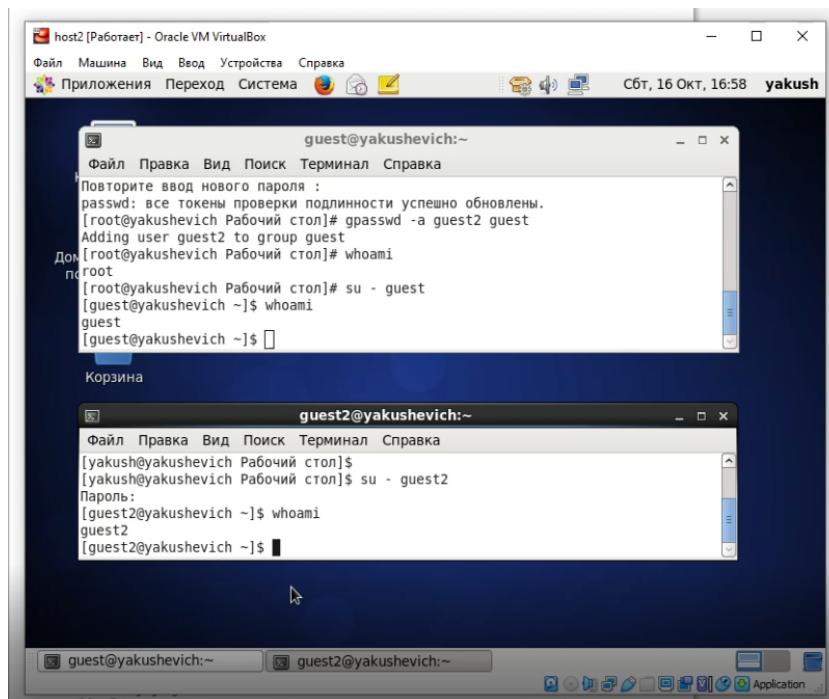 host2 [Работает] - Oracle VM VirtualBox
Файл Машина Вид Ввод Устройства Справка
Приложения Переход Система Сбт, 16 Окт, 16:58 yakush
guest@yakushevich:~
Файл Правка Вид Поиск Терминал Справка
Повторите ввод нового пароля :
passwd: все токены проверки подлинности успешно обновлены.
[root@yakushevich Рабочий стол]# gpasswd -a guest2 guest
Adding user guest2 to group guest
[root@yakushevich Рабочий стол]# whoami
root
[root@yakushevich Рабочий стол]# su - guest
[guest@yakushevich ~]$ whoami
guest
[guest@yakushevich ~]$
Корзина
guest2@yakushevich:~
Файл Правка Вид Поиск Терминал Справка
[yakush@yakushevich Рабочий стол]$
[yakush@yakushevich Рабочий стол]$ su - guest2
Пароль:
[guest2@yakushevich ~]$ whoami
guest2
[guest2@yakushevich ~]$
guest@yakushevich:~ guest2@yakushevich:~
Application